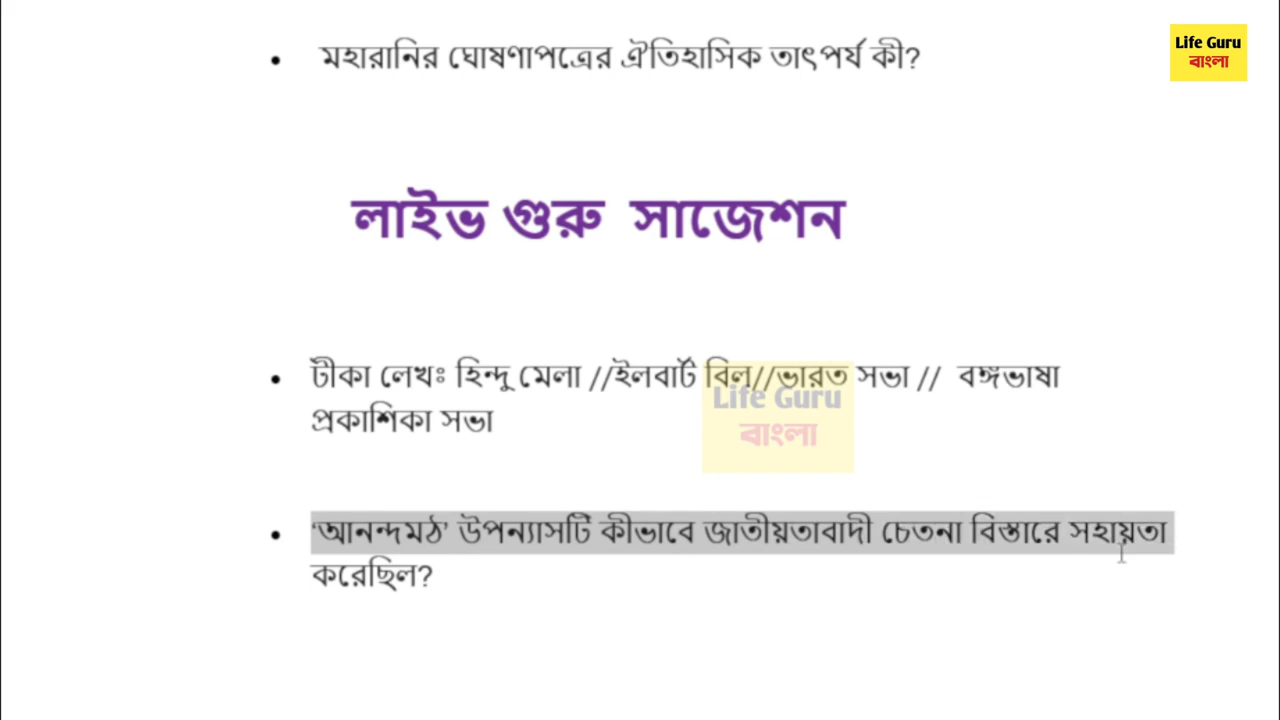 Life Guru
বাংলা
• মহারানির ঘোষণাপত্রের ঐতিহাসিক তাৎপর্য কী?
লাইভ গুরু সাজেশন
• টীকা লেখঃ হিন্দু মেলা //ইলবার্ট বিল//ভারত সভা // বঙ্গভাষা
প্রকাশিকা সভা
Life Guru
বাংলা
• ‘আনন্দমঠ’ উপন্যাসটি কীভাবে জাতীয়তাবাদী চেতনা বিস্তারে সহায়তা
করেছিল?